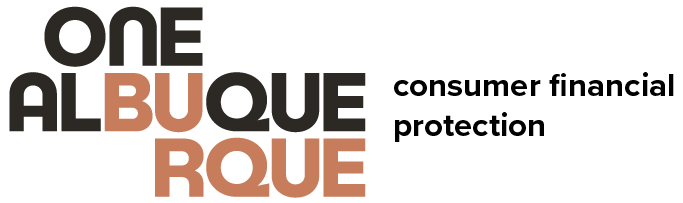 ONE
ALBUQUE
RQUE
consumer financial
protection